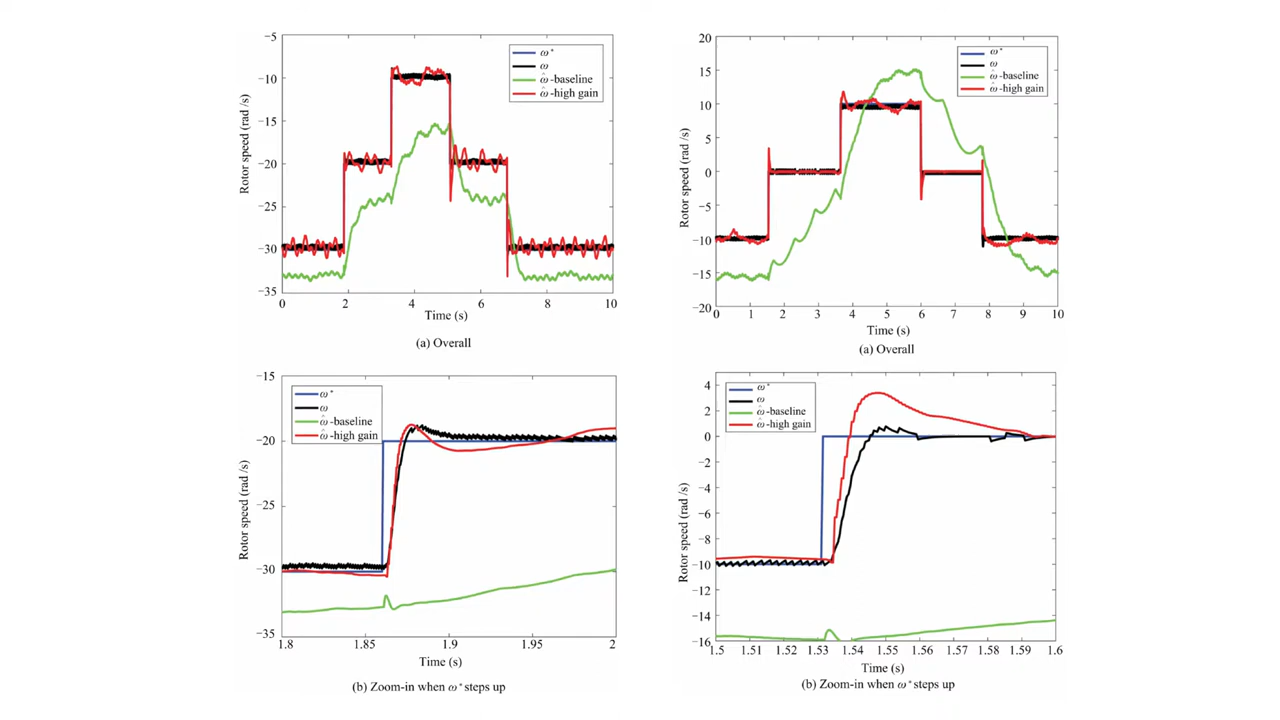 −5
−10
−15
−20
−25
−30
−35
Rotor speed (rad /s)
ω*
ω
ω̂ -baseline
ω̂ -high gain
0
2
4
6
8
10
Time (s)
(a) Overall
20
15
10
5
0
−5
−10
−15
−20
Rotor speed (rad /s)
ω*
ω
ω̂ -baseline
ω̂ -high gain
0
1
2
3
4
5
6
7
8
9
10
Time (s)
(a) Overall
−15
−20
−25
−30
−35
Rotor speed (rad /s)
ω*
ω
ω̂ -baseline
ω̂ -high gain
1.8
1.85
1.9
1.95
2
Time (s)
(b) Zoom-in when ω* steps up
4
2
0
−2
−4
−6
−8
−10
−12
−14
−16
Rotor speed (rad /s)
ω*
ω
ω̂ -baseline
ω̂ -high gain
1.5
1.51
1.52
1.53
1.54
1.55
1.56
1.57
1.58
1.59
1.6
Time (s)
(b) Zoom-in when ω* steps up